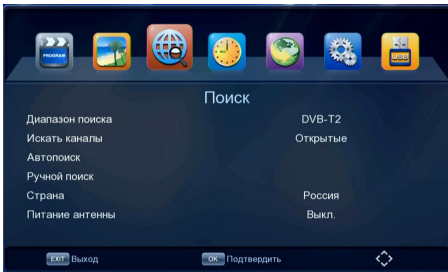 PROGRAM
Поиск
Диапазон поиска DVB-T2
Искать каналы Открытые
Автопоиск
Ручной поиск
Страна Россия
Питание антенны Выкл.
EXIT Выход OK Подтвердить